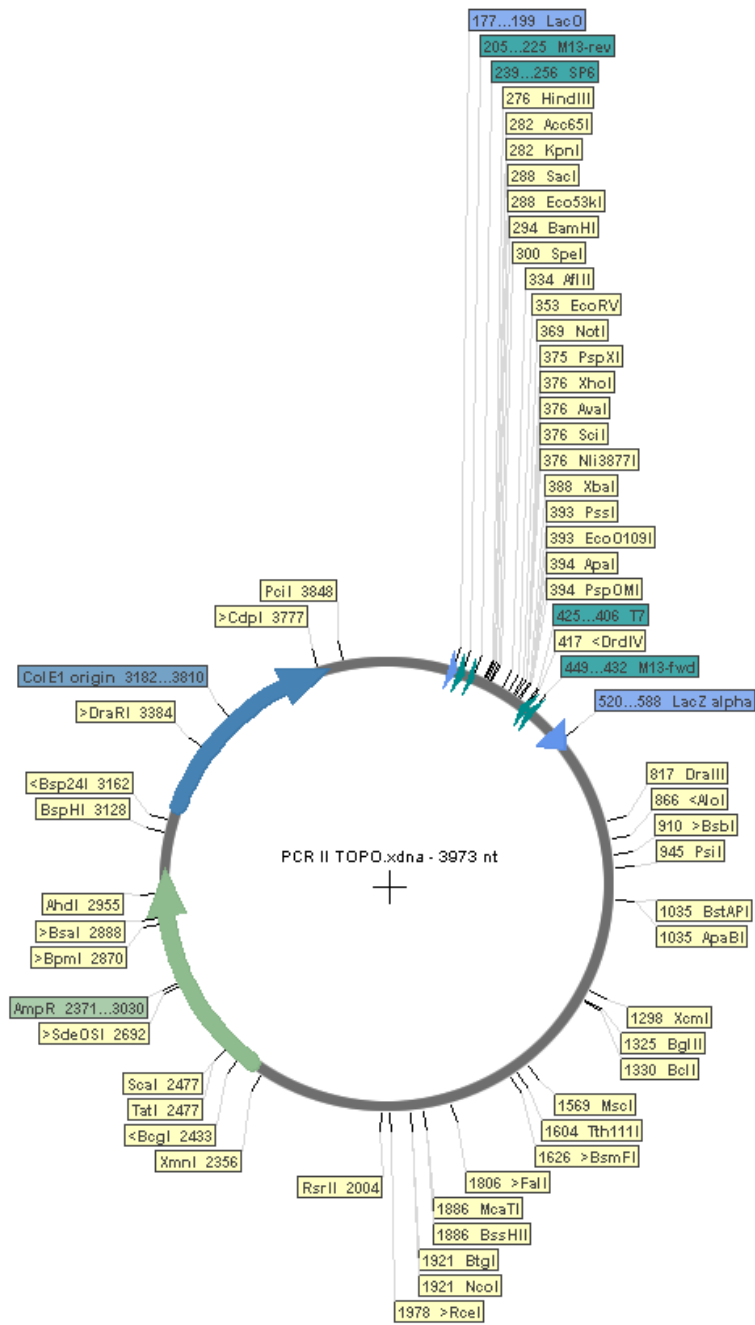 177...199 LacO
205...225 M13-rev
239...256 SP6
276 HindIII
282 Acc65I
282 KpnI
288 SacI
288 Eco53kI
294 BamHI
300 SpeI
334 AflII
353 EcoRV
369 NotI
375 PspXI
376 XhoI
376 AvaI
376 SciI
376 Nli3877I
388 XbaI
393 PssI
393 EcoO109I
394 ApaI
394 PspOMI
425...406 T7
417 <DrdIV
449...432 M13-fwd
520...588 LacZ alpha
817 DraIII
866 <AloI
910 >BsbI
945 PsiI
1035 BstAPI
1035 ApaBI
1298 XcmI
1325 BglII
1330 BclI
1569 MscI
1604 Tth111I
1626 >BsmFI
1806 >FalI
1886 McaTI
1886 BssHII
1921 BtgI
1921 NcoI
1978 >RceI
RsrII 2004
XmnI 2356
<BcgI 2433
TatI 2477
ScaI 2477
>SdeOSI 2692
AmpR 2371...3030
>BpmI 2870
>BsaI 2888
AhdI 2955
BspHI 3128
<Bsp24I 3162
>DraRI 3384
ColE1 origin 3182...3810
>CdpI 3777
PciI 3848
PCR II TOPO.xdna - 3973 nt